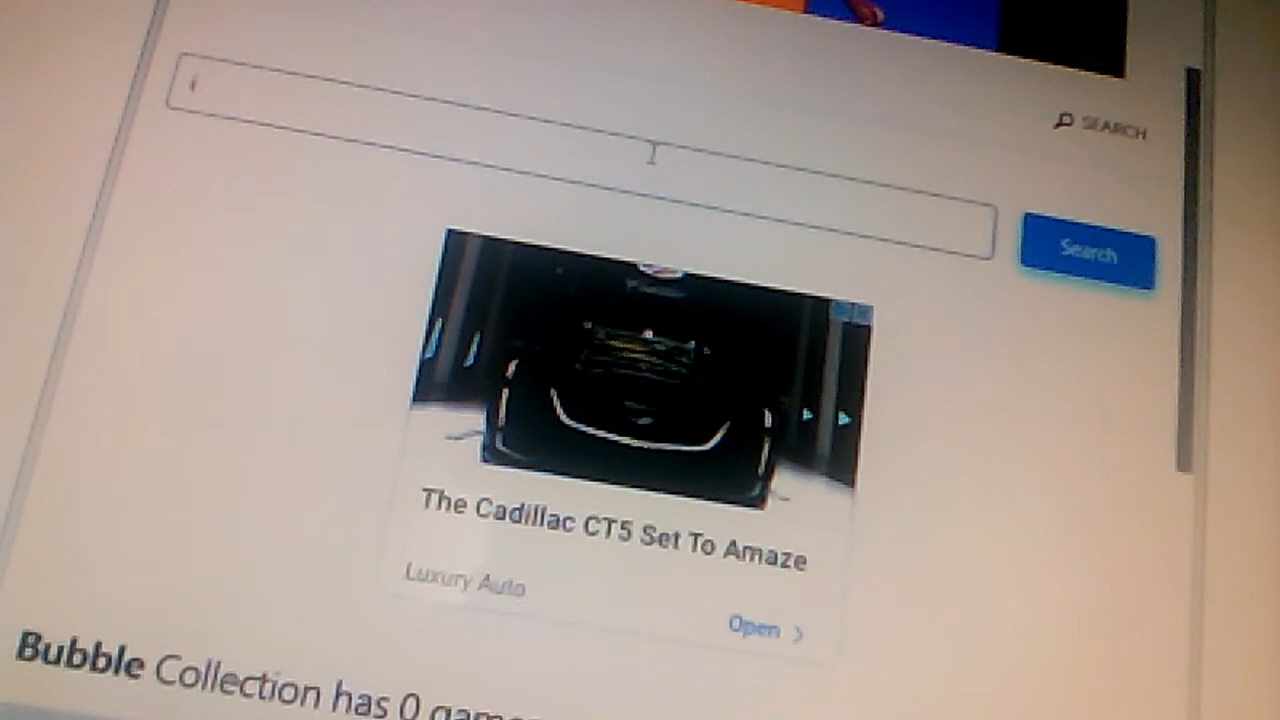 SEARCH
Search
The Cadillac CT5 Set To Amaze
Luxury Auto
Open
Bubble Collection has 0